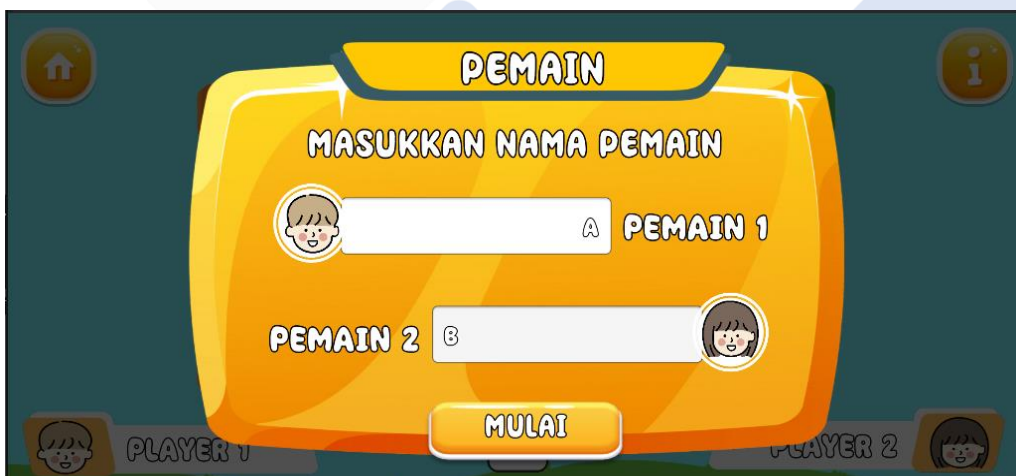 PEMAIN
MASUKKAN NAMA PEMAIN
A PEMAIN 1
PEMAIN 2 B
MULAI
PLAYER 1
PLAYER 2